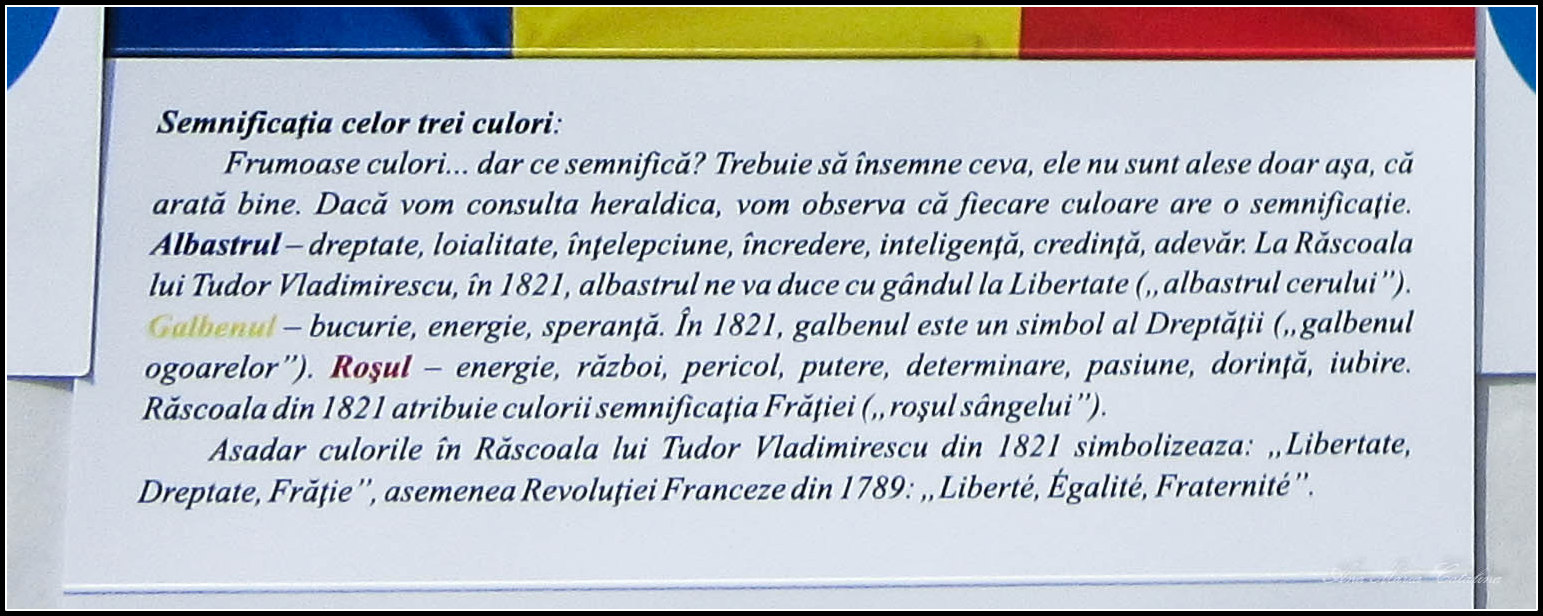 Semnificaţia celor trei culori:
Frumoase culori... dar ce semnifică? Trebuie să însemne ceva, ele nu sunt alese doar aşa, că
arată bine. Dacă vom consulta heraldica, vom observa că fiecare culoare are o semnificaţie.
Albastrul – dreptate, loialitate, înţelepciune, încredere, inteligenţă, credinţă, adevăr. La Răscoala
lui Tudor Vladimirescu, în 1821, albastrul ne va duce cu gândul la Libertate („albastrul cerului”).
Galbenul – bucurie, energie, speranţă. În 1821, galbenul este un simbol al Dreptăţii („galbenul
ogoarelor”). Roşul – energie, război, pericol, putere, determinare, pasiune, dorinţă, iubire.
Răscoala din 1821 atribuie culorii semnificaţia Frăţiei („roşul sângelui”).
Asadar culorile în Răscoala lui Tudor Vladimirescu din 1821 simbolizeaza: „Libertate,
Dreptate, Frăţie”, asemenea Revoluţiei Franceze din 1789: „Liberté, Égalité, Fraternité”.